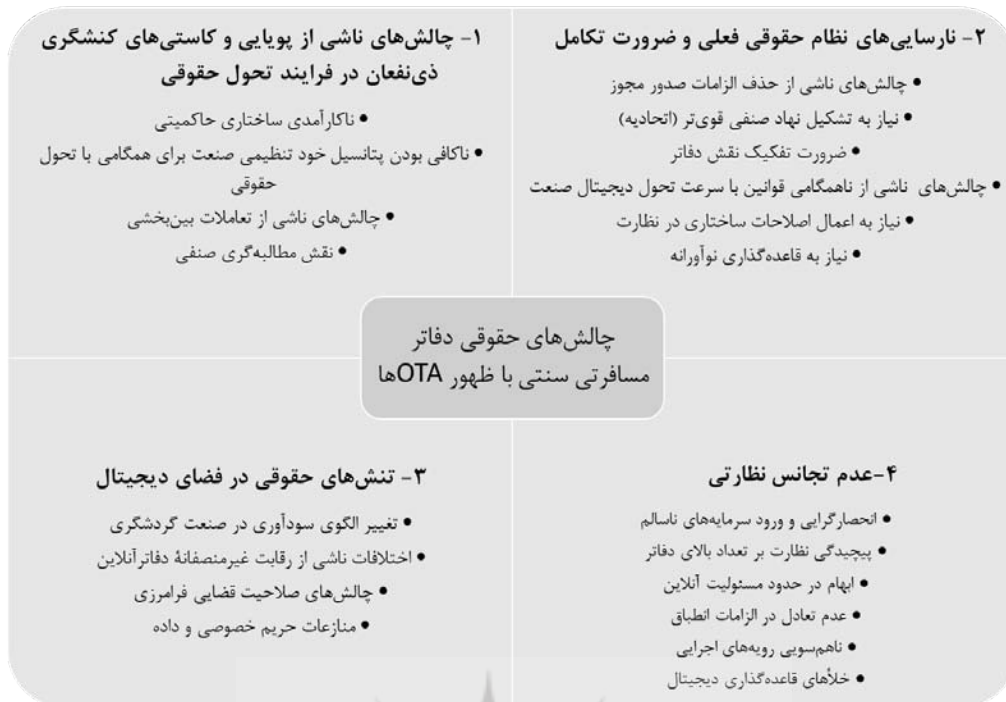 ۱- چالش‌های ناشی از پویایی و کاستی‌های کنشگری
ذی‌نفعان در فرایند تحول حقوقی
• ناکارآمدی ساختاری حاکمیتی
• ناکافی بودن پتانسیل خود تنظیمی صنعت برای همگامی با تحول
حقوقی
• چالش‌های ناشی از تعاملات بین‌بخشی
• نقش مطالبه‌گری صنفی
۲- نارسایی‌های نظام حقوقی فعلی و ضرورت تکامل
• چالش‌های ناشی از حذف الزامات صدور مجوز
• نیاز به تشکیل نهاد صنفی قوی‌تر (اتحادیه)
• ضرورت تفکیک نقش دفاتر
• چالش‌های ناشی از ناهمگامی قوانین با سرعت تحول دیجیتال صنعت
• نیاز به اعمال اصلاحات ساختاری در نظارت
• نیاز به قاعده‌گذاری نوآورانه
چالش‌های حقوقی دفاتر
مسافرتی سنتی با ظهور OTAها
۳- تنش‌های حقوقی در فضای دیجیتال
• تغییر الگوی سودآوری در صنعت گردشگری
• اختلافات ناشی از رقابت غیرمنصفانهٔ دفاترآنلاین
• چالش‌های صلاحیت قضایی فرامرزی
• منازعات حریم خصوصی و داده
۴-عدم تجانس نظارتی
• انحصارگرایی و ورود سرمایه‌های ناسالم
• پیچیدگی نظارت بر تعداد بالای دفاتر
• ابهام در حدود مسئولیت آنلاین
• عدم تعادل در الزامات انطباق
• ناهم‌سویی رویه‌های اجرایی
• خلأهای قاعده‌گذاری دیجیتال